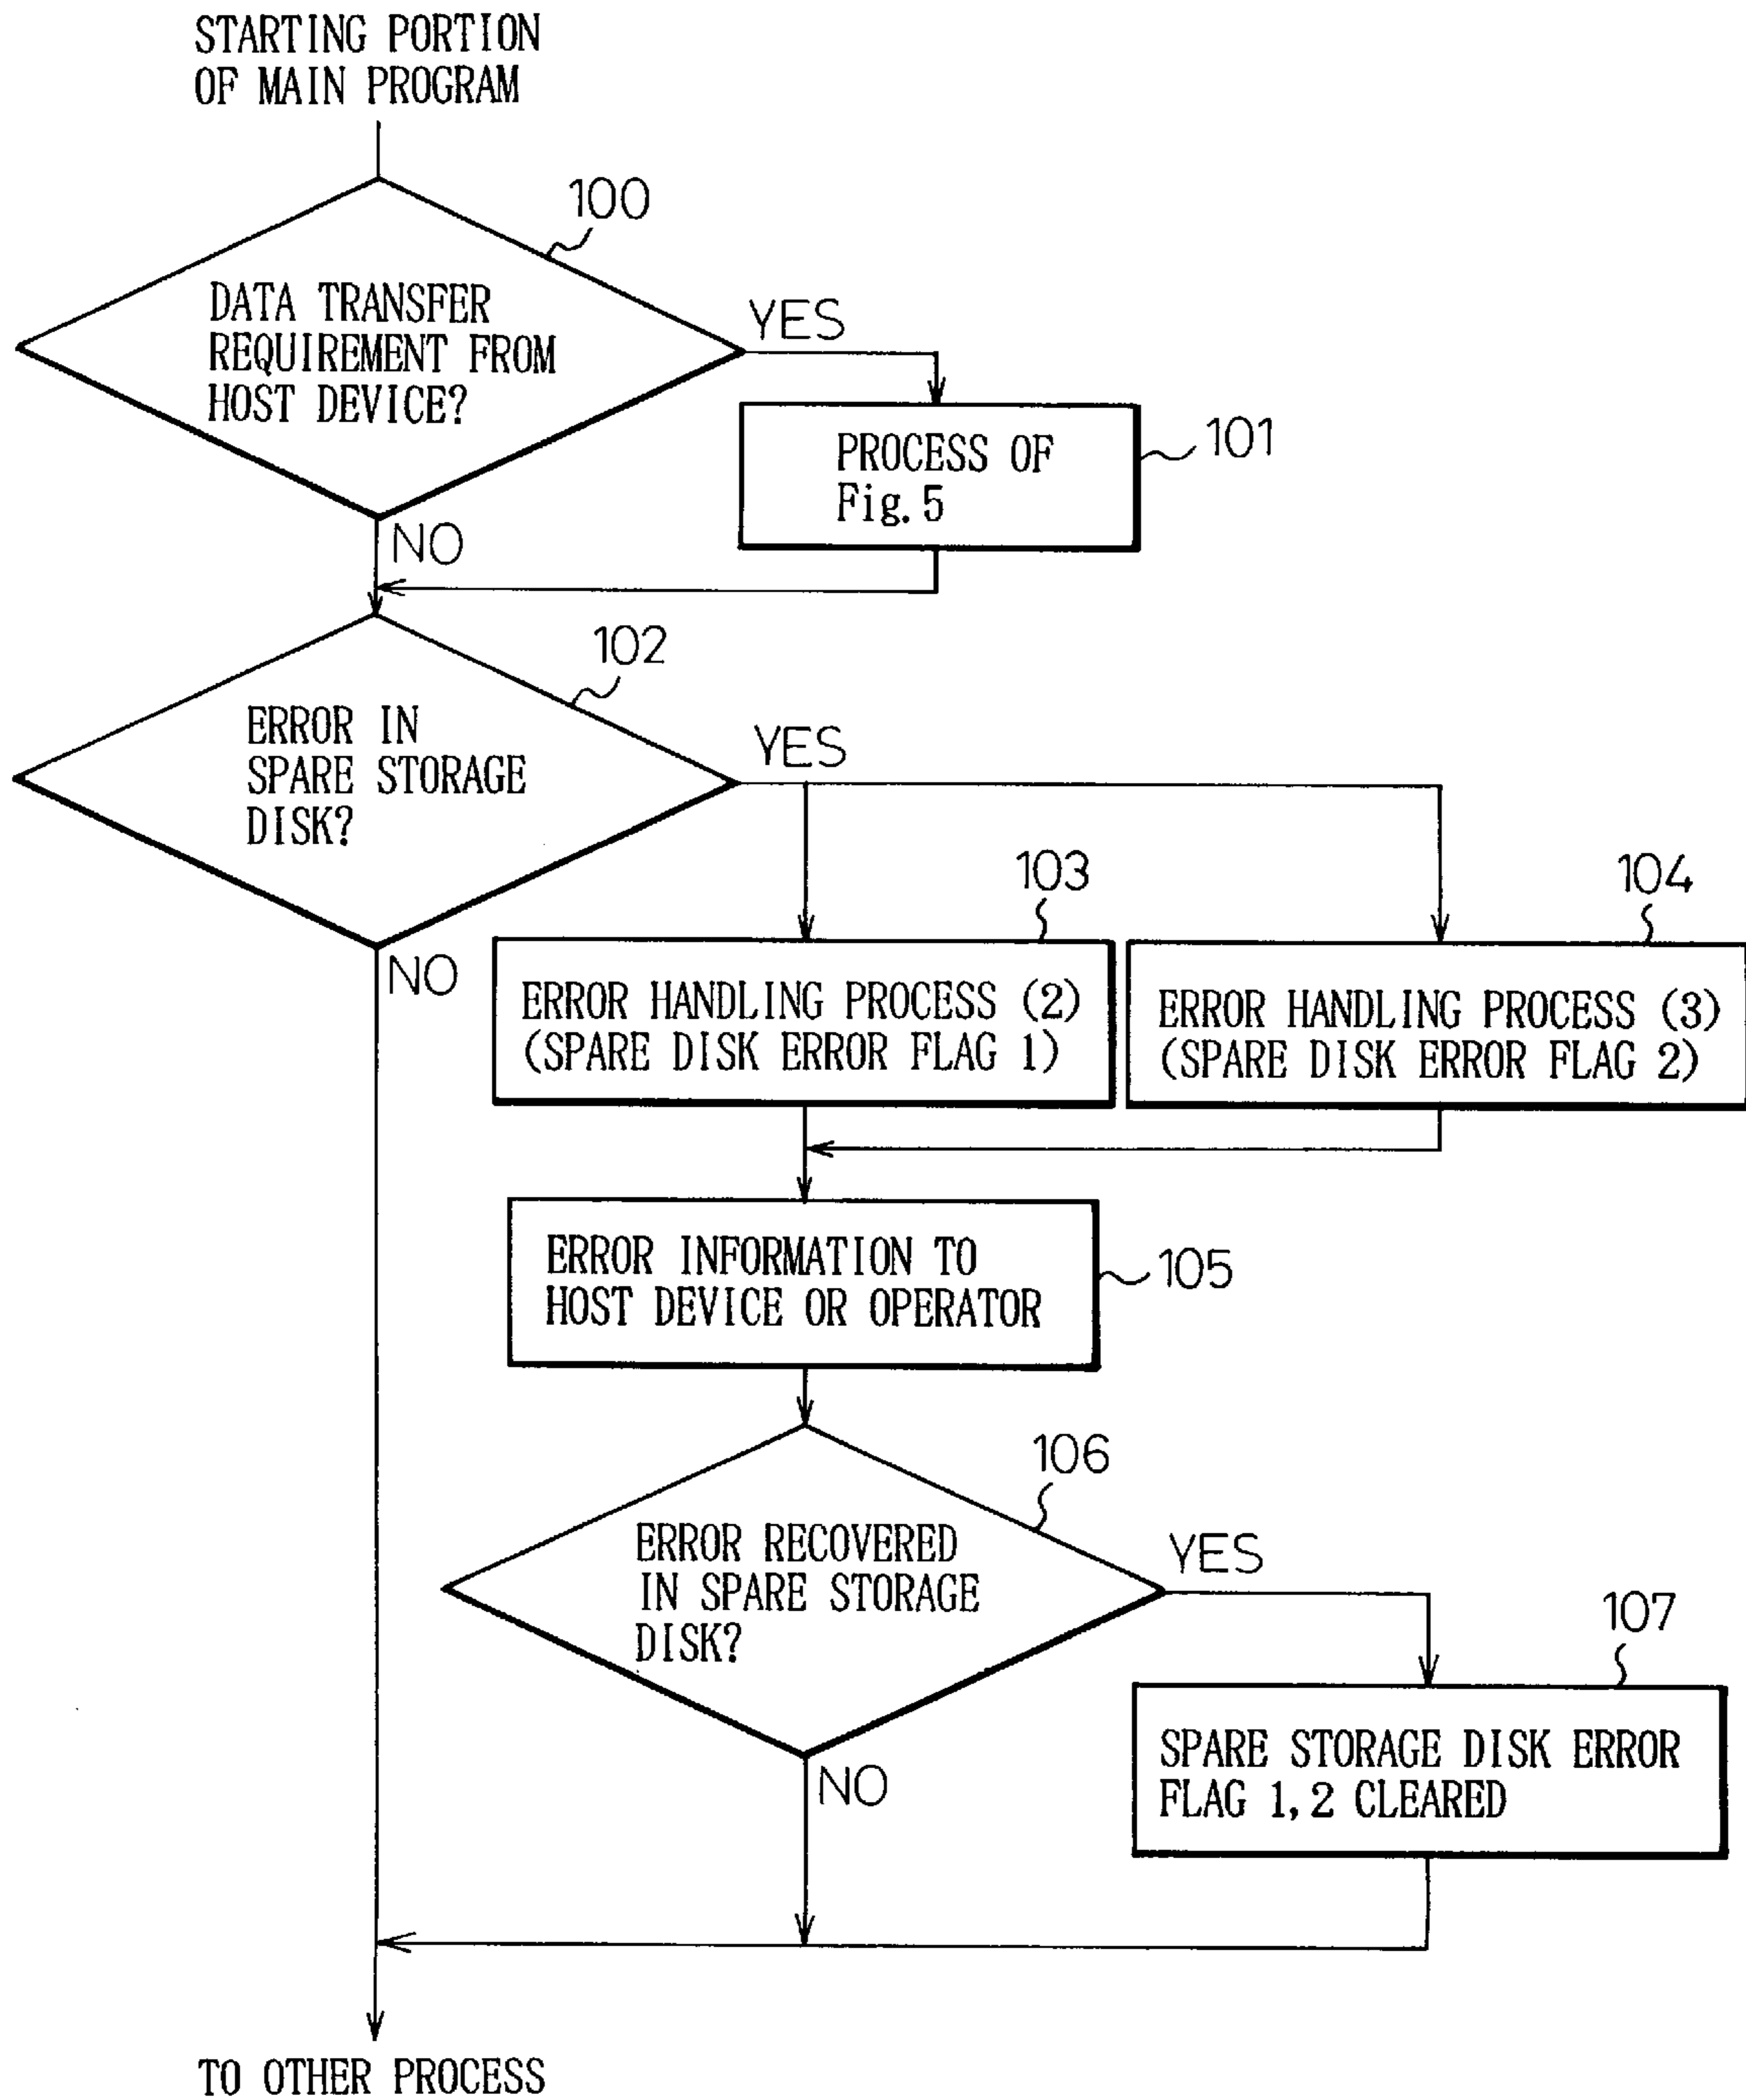 STARTING PORTION
OF MAIN PROGRAM
100
DATA TRANSFER
REQUIREMENT FROM
HOST DEVICE?
YES
PROCESS OF
Fig. 5
101
NO
102
ERROR IN
SPARE STORAGE
DISK?
YES
NO
103
ERROR HANDLING PROCESS (2)
(SPARE DISK ERROR FLAG 1)
104
ERROR HANDLING PROCESS (3)
(SPARE DISK ERROR FLAG 2)
ERROR INFORMATION TO
HOST DEVICE OR OPERATOR
105
106
ERROR RECOVERED
IN SPARE STORAGE
DISK?
YES
NO
107
SPARE STORAGE DISK ERROR
FLAG 1,2 CLEARED
TO OTHER PROCESS